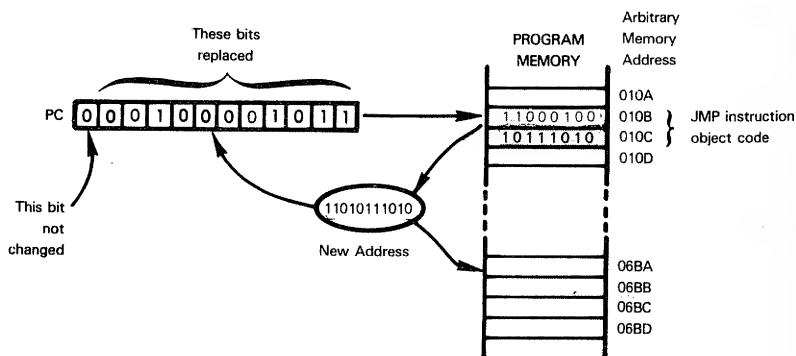 These bits
replaced
PC 0 0 0 1 0 0 0 0 1 0 1 1
This bit
not
changed
11010111010
New Address
PROGRAM
MEMORY
Arbitrary
Memory
Address
010A
11000100 010B
10111010 010C
010D
JMP instruction
object code
06BA
06BB
06BC
06BD